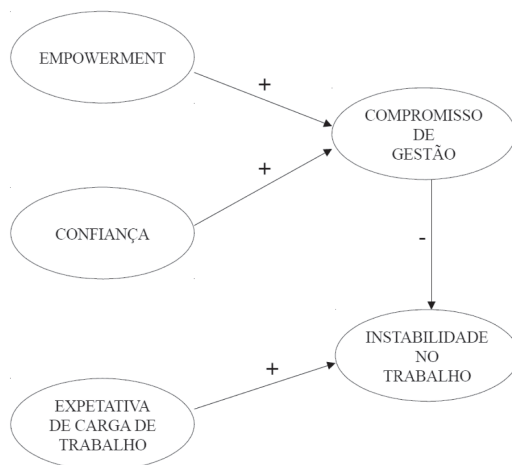 EMPOWERMENT
+
COMPROMISSO
DE
GESTÃO
+
CONFIANÇA
-
INSTABILIDADE
NO
TRABALHO
+
EXPETATIVA
DE CARGA DE
TRABALHO